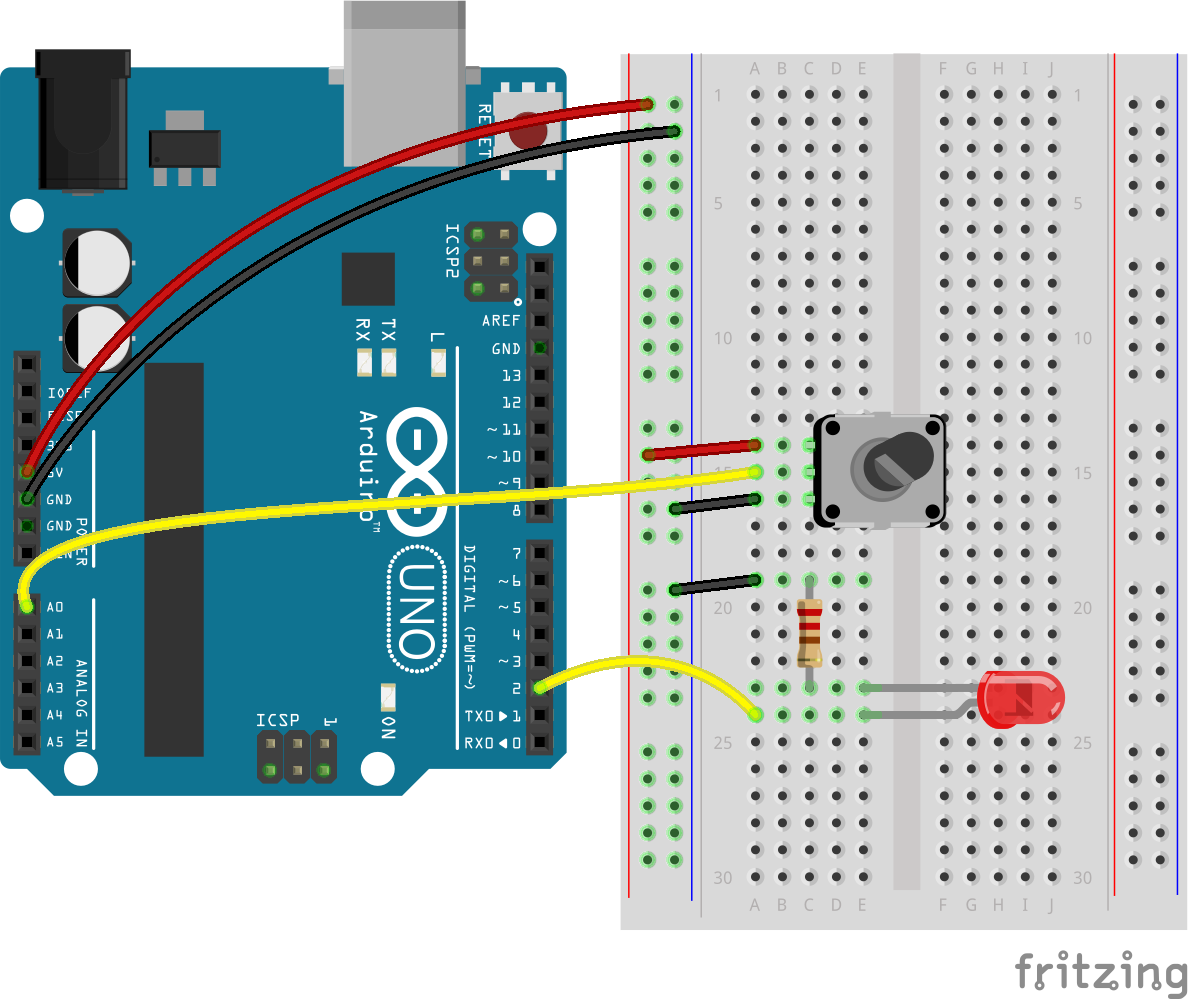 RESET
ICSP2
AREF
GND
RX
TX
L
13
12
~11
~10
~9
8
IOREF
RESET
3V3
5V
GND
GND
VIN
POWER
Arduino™
UNO
7
~6
~5
4
~3
2
TX0▶1
RX0◀0
DIGITAL (PWM=~)
A0
A1
A2
A3
A4
A5
ANALOG IN
ICSP
1
ON
A B C D E F G H I J
1 1
5 5
10 10
15 15
20 20
25 25
30 30
A B C D E F G H I J
fritzing